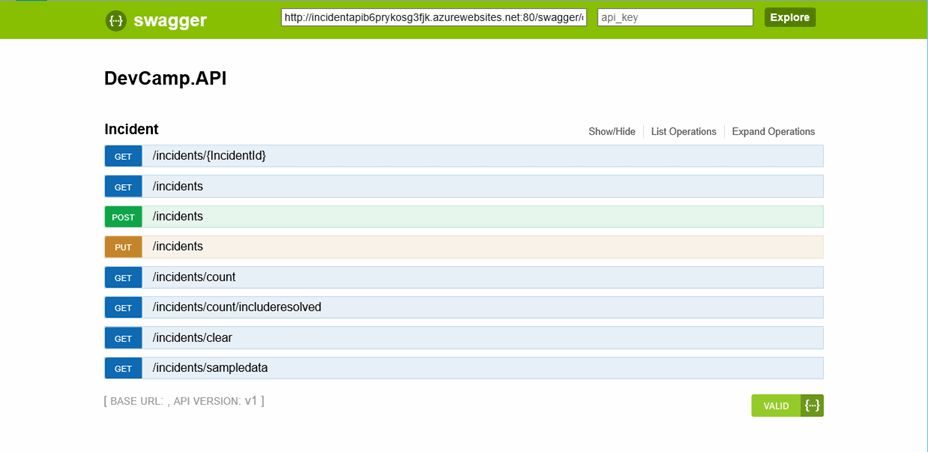 {···} swagger http://incidentapib6prykosg3fjk.azurewebsites.net:80/swagger/ api_key Explore
DevCamp.API
Incident Show/Hide List Operations Expand Operations
GET /incidents/{IncidentId}
GET /incidents
POST /incidents
PUT /incidents
GET /incidents/count
GET /incidents/count/includeresolved
GET /incidents/clear
GET /incidents/sampledata
[ BASE URL: , API VERSION: v1 ]
VALID {···}